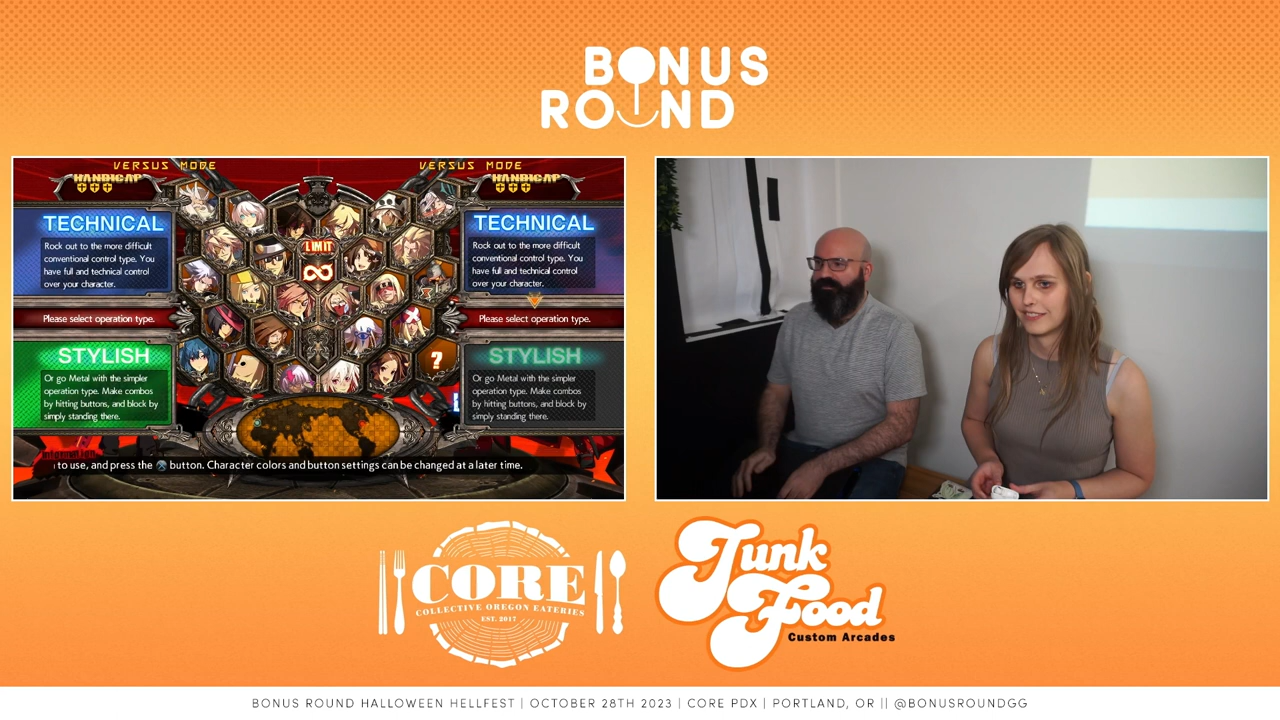 BONUS
ROUND
VERSUS MODE
VERSUS MODE
HANDICAP
HANDICAP
TECHNICAL
Rock out to the more difficult
conventional control type. You
have full and technical control
over your character.
Please select operation type.
STYLISH
Or go Metal with the simpler
operation type. Make combos
by hitting buttons, and block by
simply standing there.
LIMIT
?
TECHNICAL
Rock out to the more difficult
conventional control type. You
have full and technical control
over your character.
Please select operation type.
STYLISH
Or go Metal with the simpler
operation type. Make combos
by hitting buttons, and block by
simply standing there.
to use, and press the button. Character colors and button settings can be changed at a later time.
CORE
COLLECTIVE OREGON EATERIES
EST. 2017
Junk
Food
Custom Arcades
BONUS ROUND HALLOWEEN HELLFEST | OCTOBER 28TH 2023 | CORE PDX | PORTLAND, OR || @BONUSROUNDGG